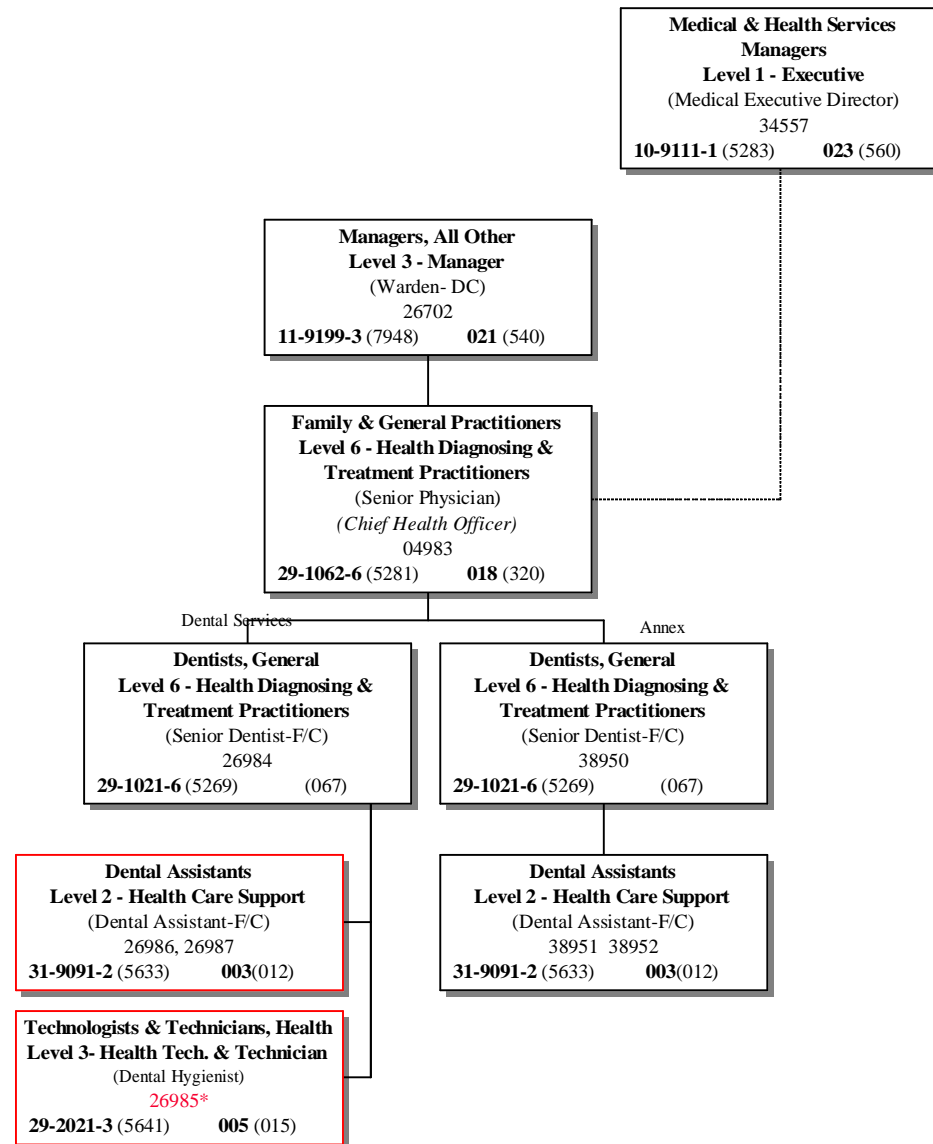 Medical & Health Services
Managers
Level 1 - Executive
(Medical Executive Director)
34557
10-9111-1 (5283) 023 (560)
Managers, All Other
Level 3 - Manager
(Warden- DC)
26702
11-9199-3 (7948) 021 (540)
Family & General Practitioners
Level 6 - Health Diagnosing &
Treatment Practitioners
(Senior Physician)
(Chief Health Officer)
04983
29-1062-6 (5281) 018 (320)
Dental Services
Dentists, General
Level 6 - Health Diagnosing &
Treatment Practitioners
(Senior Dentist-F/C)
26984
29-1021-6 (5269) (067)
Annex
Dentists, General
Level 6 - Health Diagnosing &
Treatment Practitioners
(Senior Dentist-F/C)
38950
29-1021-6 (5269) (067)
Dental Assistants
Level 2 - Health Care Support
(Dental Assistant-F/C)
26986, 26987
31-9091-2 (5633) 003(012)
Dental Assistants
Level 2 - Health Care Support
(Dental Assistant-F/C)
38951 38952
31-9091-2 (5633) 003(012)
Technologists & Technicians, Health
Level 3- Health Tech. & Technician
(Dental Hygienist)
26985*
29-2021-3 (5641) 005 (015)